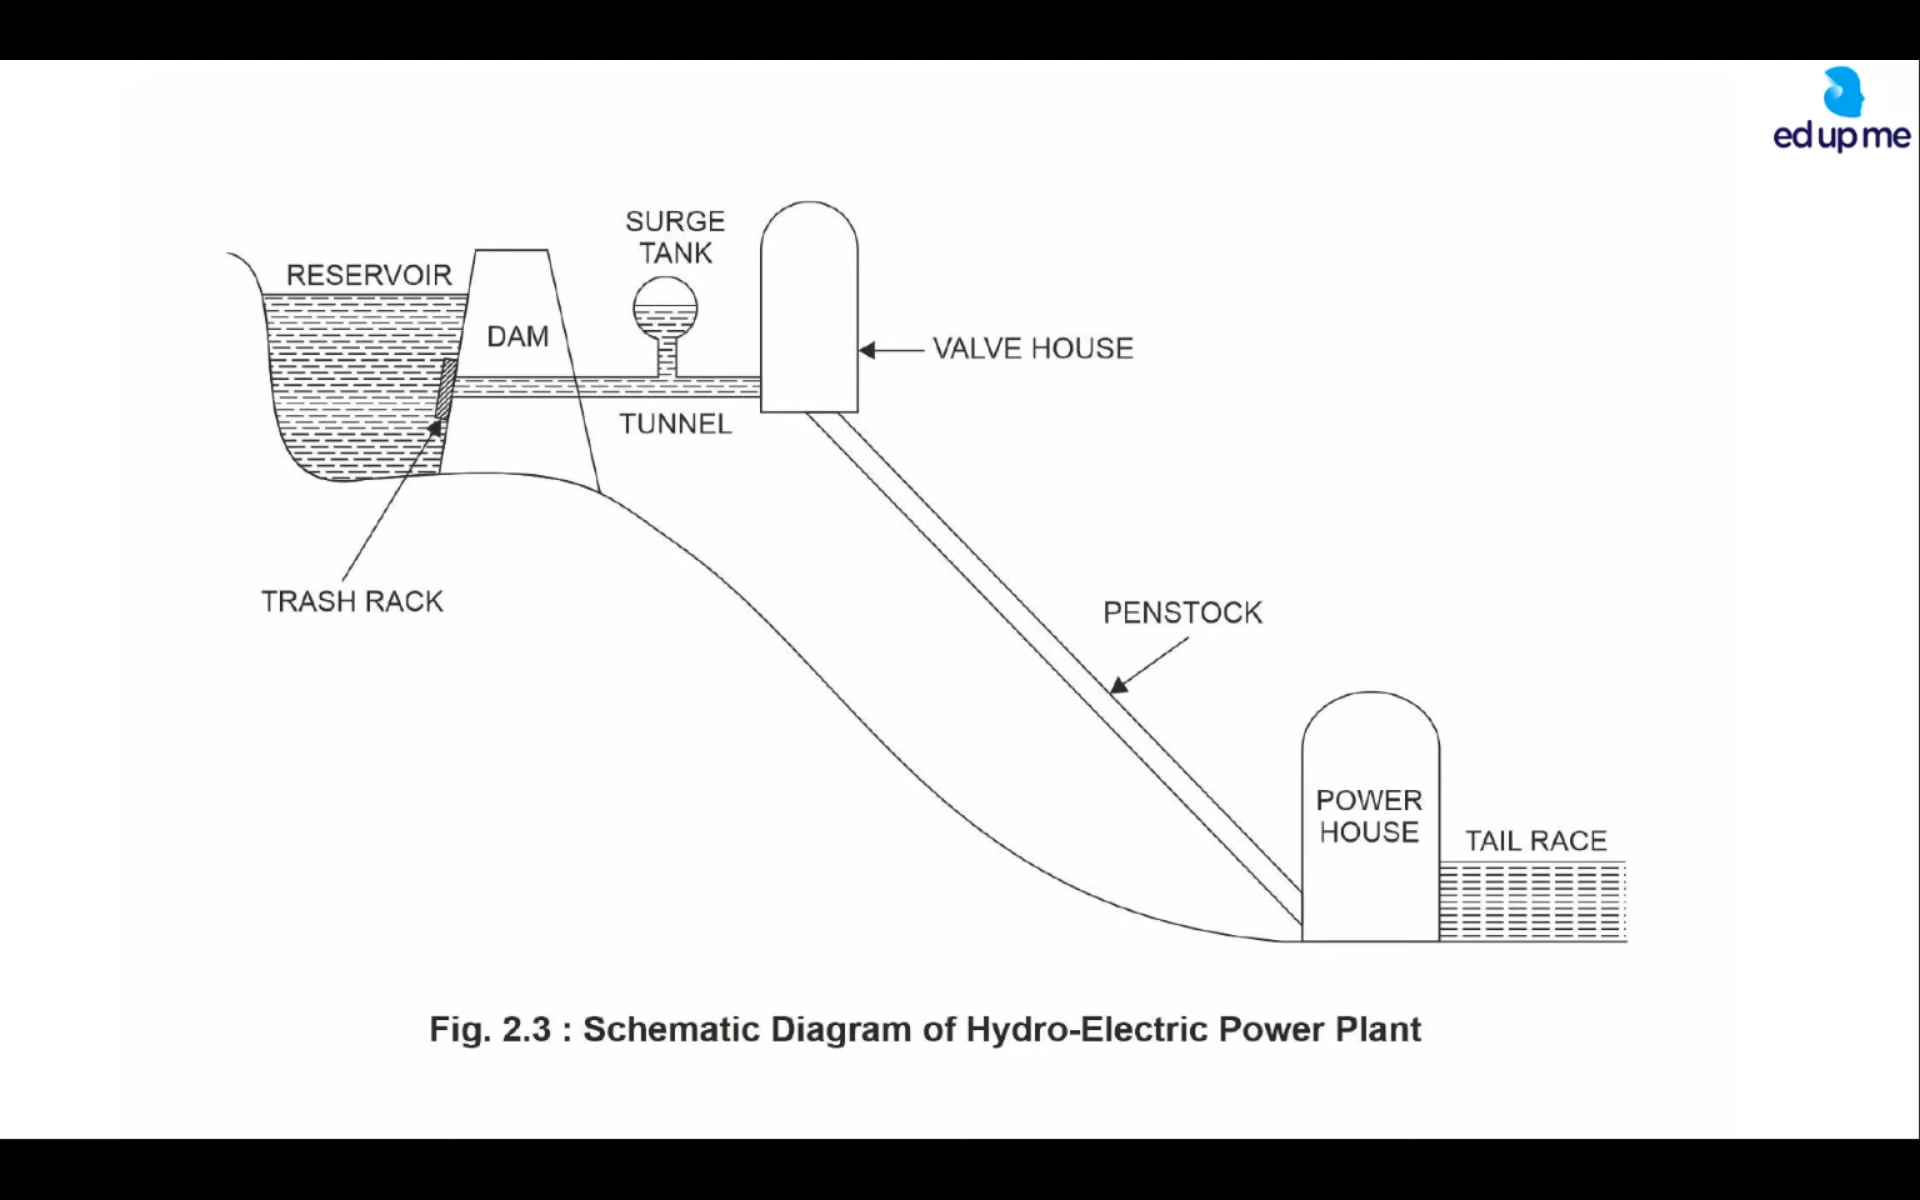 ed up me
SURGE
TANK
RESERVOIR
DAM
VALVE HOUSE
TUNNEL
TRASH RACK
PENSTOCK
POWER
HOUSE
TAIL RACE
Fig. 2.3 : Schematic Diagram of Hydro-Electric Power Plant